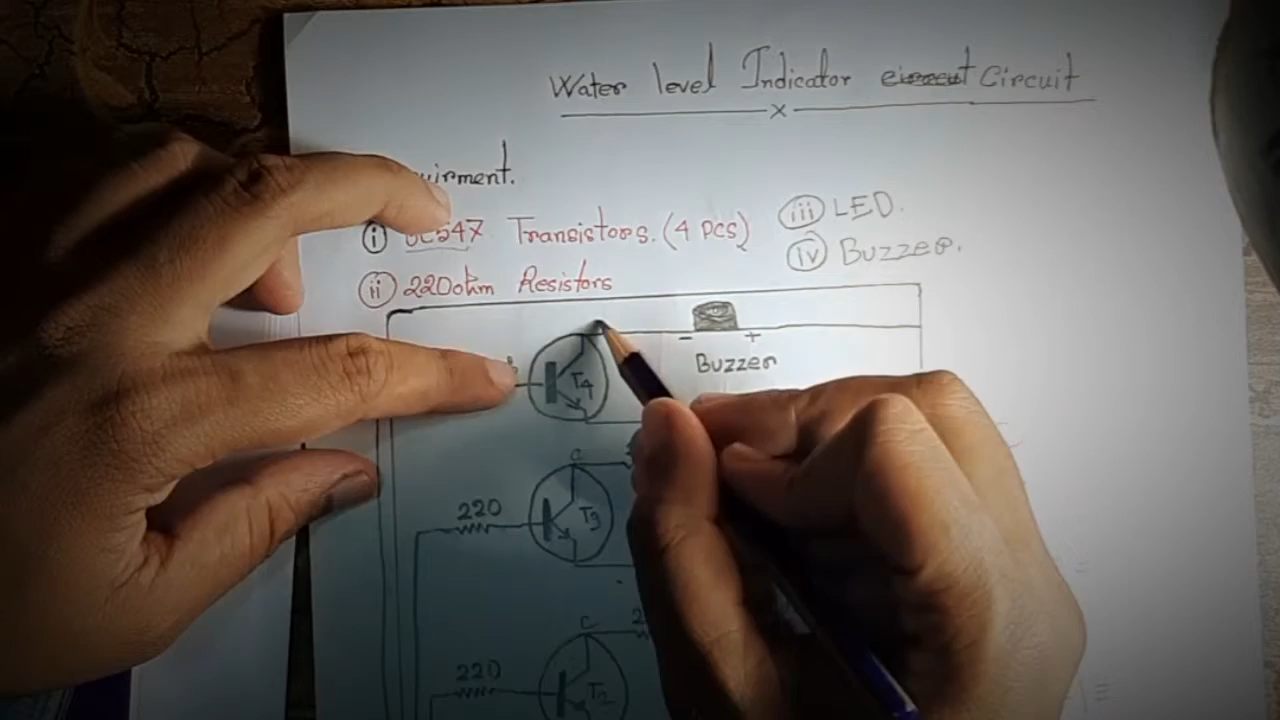 Water level Indicator Circuit
uirment.
(i) BC547 Transistors. (4 Pcs)
(iii) LED.
(iv) Buzzer.
(ii) 220ohm Resistors
- +
Buzzer
T4
C
T3
220
C
T2
220